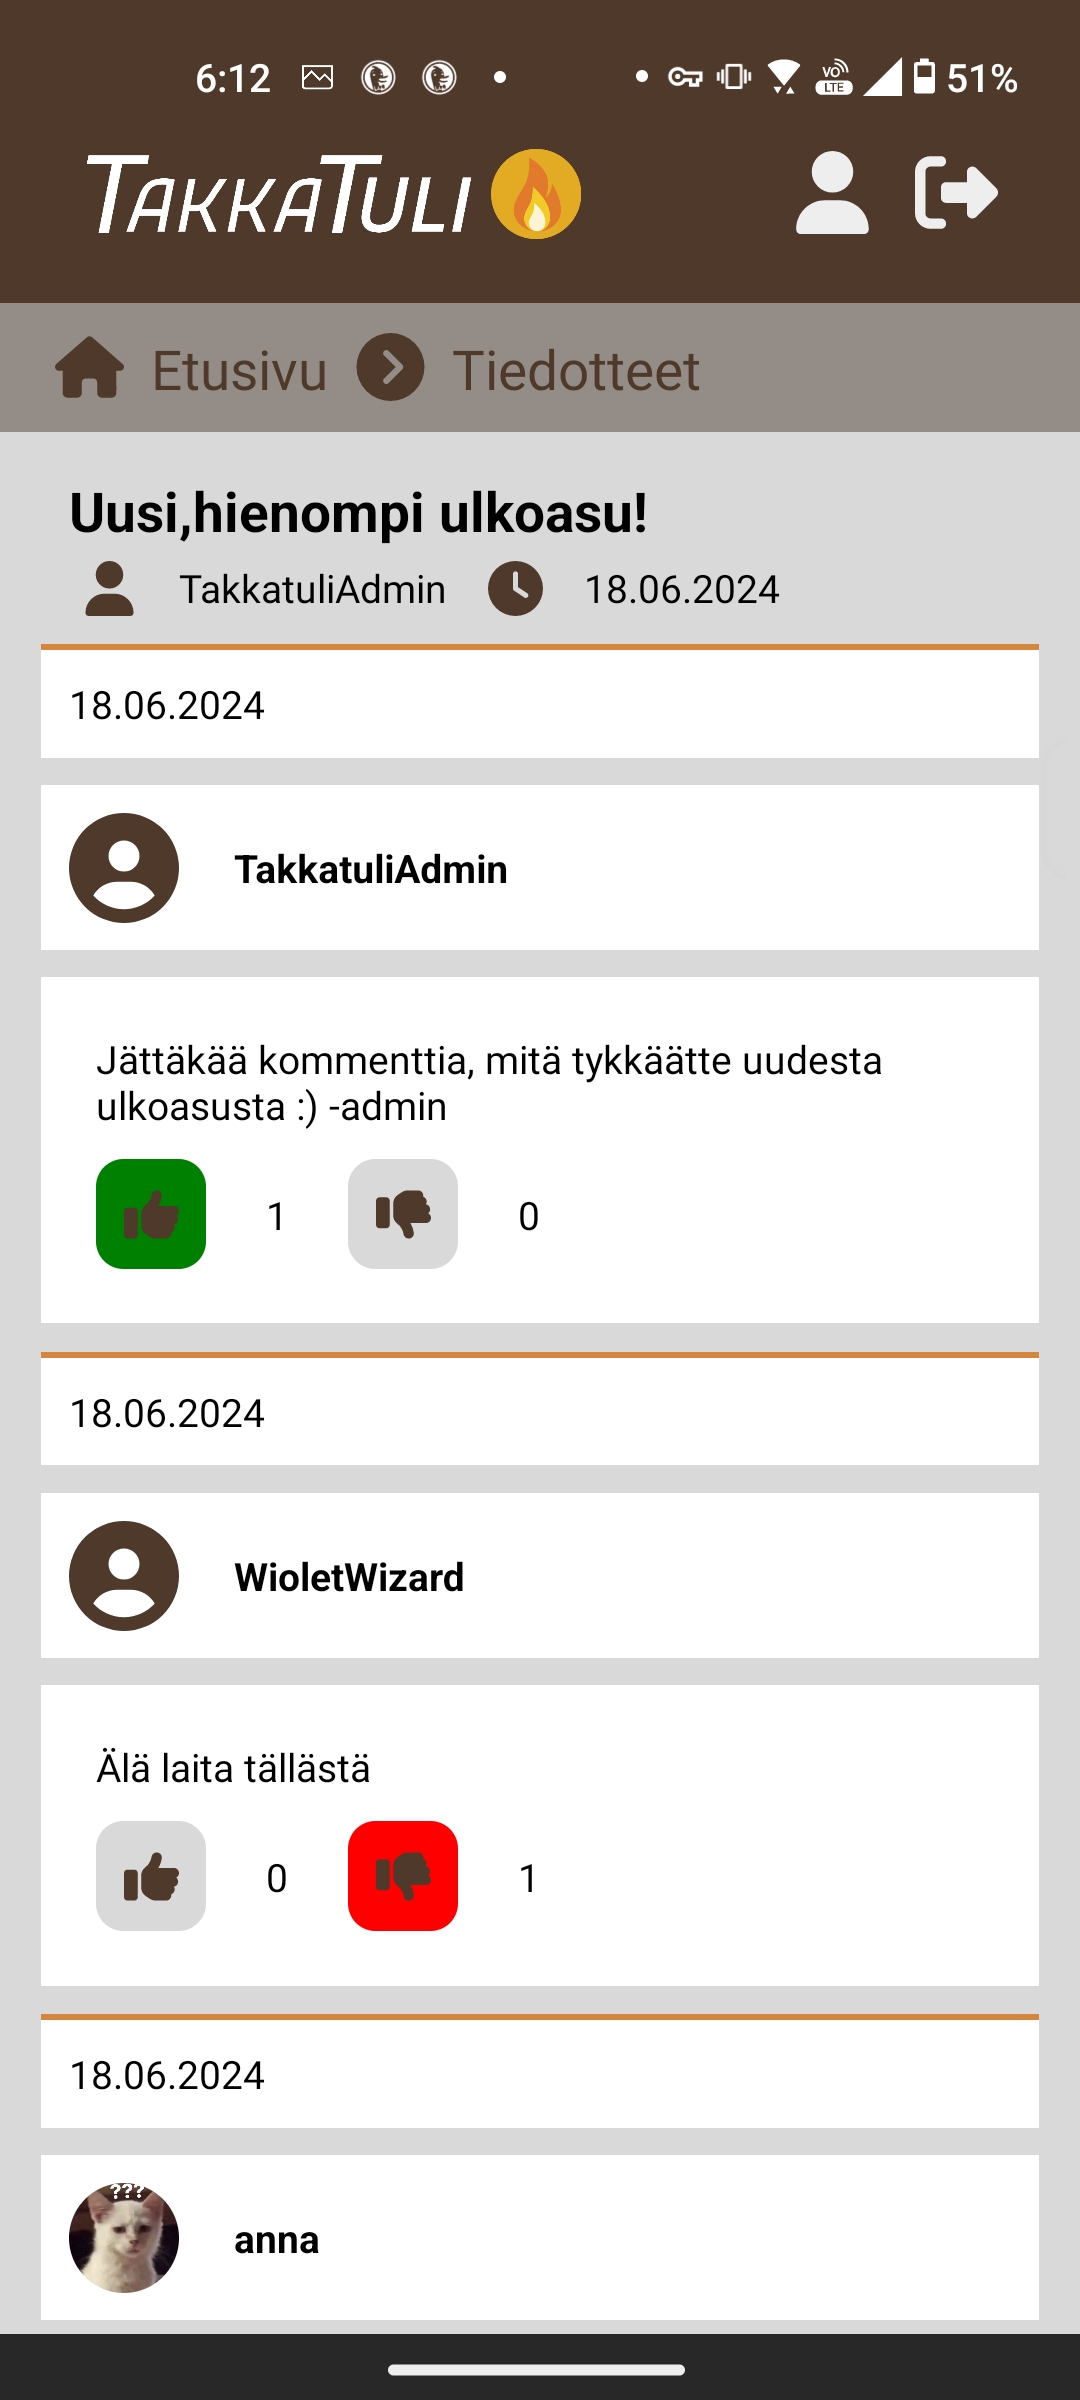 6:12
VO LTE 51%
TAKKATULI
Etusivu Tiedotteet
Uusi,hienompi ulkoasu!
TakkatuliAdmin 18.06.2024
18.06.2024
TakkatuliAdmin
Jättäkää kommenttia, mitä tykkäätte uudesta
ulkoasusta :) -admin
1 0
18.06.2024
WioletWizard
Älä laita tällästä
0 1
18.06.2024
???
anna